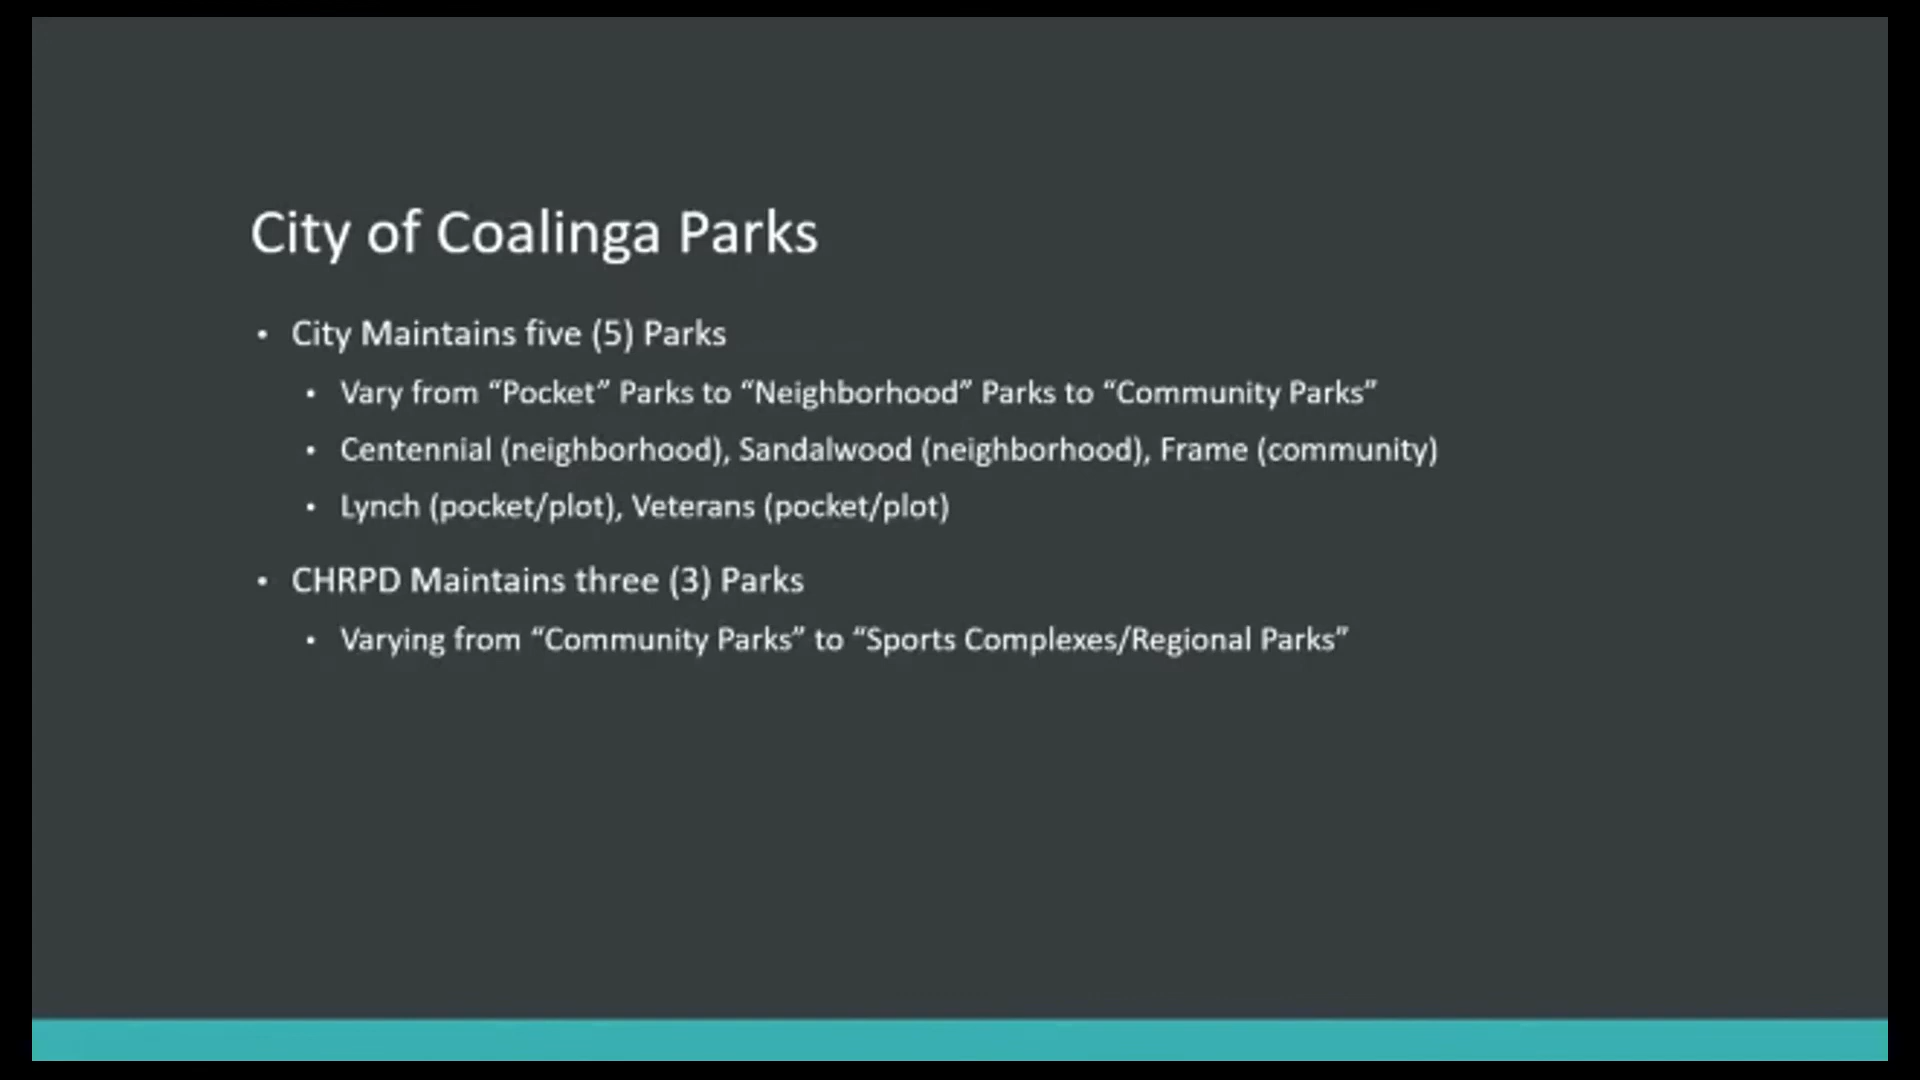 City of Coalinga Parks
• City Maintains five (5) Parks
• Vary from “Pocket” Parks to “Neighborhood” Parks to “Community Parks”
• Centennial (neighborhood), Sandalwood (neighborhood), Frame (community)
• Lynch (pocket/plot), Veterans (pocket/plot)
• CHRPD Maintains three (3) Parks
• Varying from “Community Parks” to “Sports Complexes/Regional Parks”